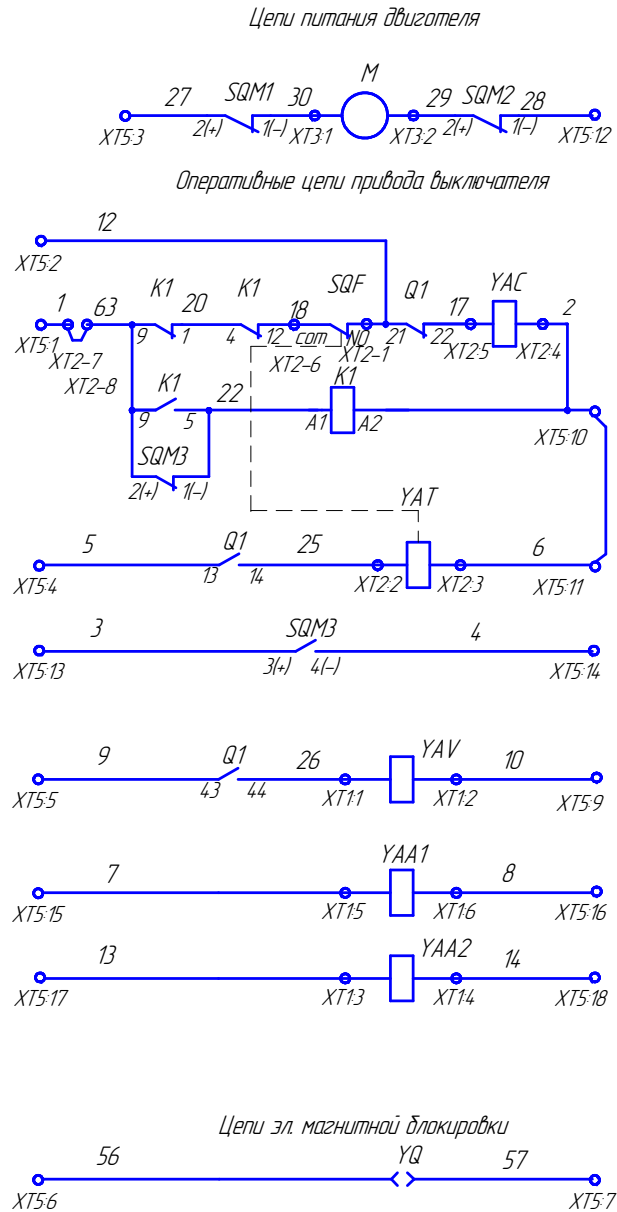 Цепи питания двигателя
27 SQM1 30 M 29 SQM2 28
XT5:3 2(+) 1(–) XT3:1 XT3:2 2(+) 1(–) XT5:12
Оперативные цепи привода выключателя
12
XT5:2
1 63 K1 20 K1 18 SQF Q1 17 YAC 2
XT5:1 XT2–7 9 1 4 12 com NO 21 22 XT2:5 XT2:4
XT2–8 XT2–6 XT2–1
K1 22 K1
9 5 A1 A2 XT5:10
SQM3
2(+) 1(–)
YAT
5 Q1 25 6
XT5:4 13 14 XT2:2 XT2:3 XT5:11
3 SQM3 4
XT5:13 3(+) 4(–) XT5:14
9 Q1 26 YAV 10
XT5:5 43 44 XT1:1 XT1:2 XT5:9
7 YAA1 8
XT5:15 XT1:5 XT1:6 XT5:16
13 YAA2 14
XT5:17 XT1:3 XT1:4 XT5:18
Цепи эл. магнитной блокировки
56 YQ 57
XT5:6 XT5:7